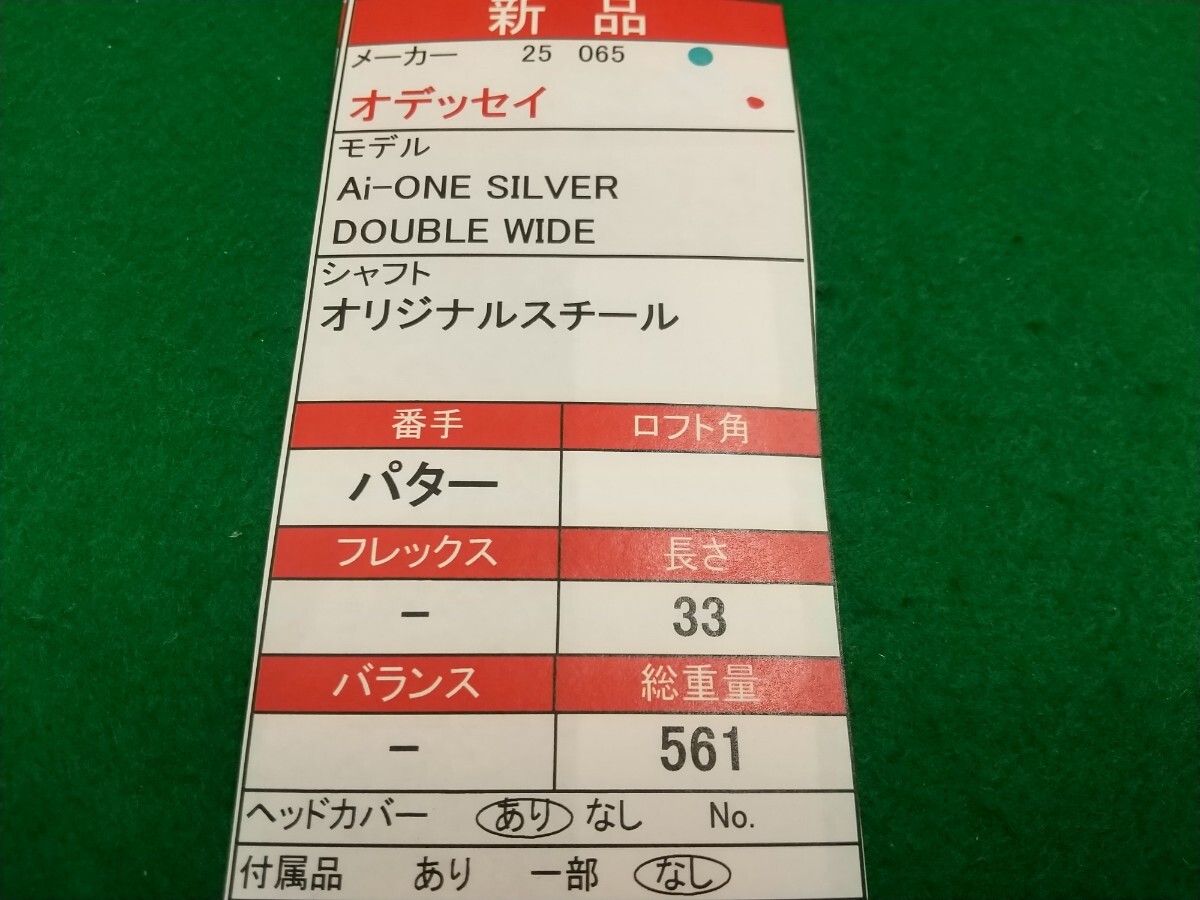 新品
メーカー 25 065
オデッセイ
モデル
Ai-ONE SILVER
DOUBLE WIDE
シャフト
オリジナルスチール
番手 ロフト角
パター
フレックス 長さ
- 33
バランス 総重量
- 561
ヘッドカバー あり なし No.
付属品 あり 一部 なし